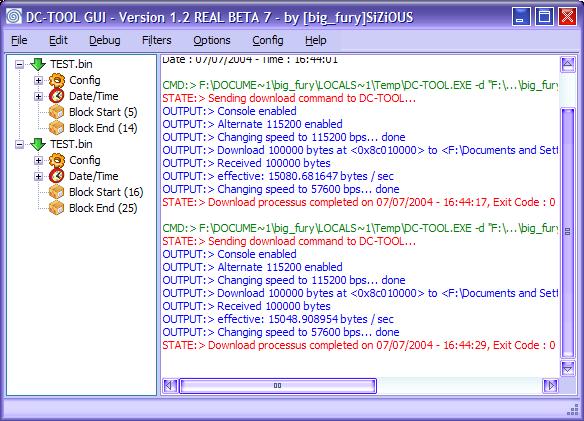 DC-TOOL GUI - Version 1.2 REAL BETA 7 - by [big_fury]SiZiOUS
File Edit Debug Filters Options Config Help
TEST.bin
Config
Date/Time
Block Start (5)
Block End (14)
TEST.bin
Config
Date/Time
Block Start (16)
Block End (25)
Date : 07/07/2004 - Time : 16:44:01
CMD:> F:\DOCUME~1\big_fury\LOCALS~1\Temp\DC-TOOL.EXE -d "F:\...\big_fury
STATE:> Sending download command to DC-TOOL...
OUTPUT:> Console enabled
OUTPUT:> Alternate 115200 enabled
OUTPUT:> Changing speed to 115200 bps... done
OUTPUT:> Download 100000 bytes at <0x8c010000> to <F:\Documents and Sett
OUTPUT:> Received 100000 bytes
OUTPUT:> effective: 15080.681647 bytes / sec
OUTPUT:> Changing speed to 57600 bps... done
STATE:> Download processus completed on 07/07/2004 - 16:44:17, Exit Code : 0
CMD:> F:\DOCUME~1\big_fury\LOCALS~1\Temp\DC-TOOL.EXE -d "F:\...\big_fury
STATE:> Sending download command to DC-TOOL...
OUTPUT:> Console enabled
OUTPUT:> Alternate 115200 enabled
OUTPUT:> Changing speed to 115200 bps... done
OUTPUT:> Download 100000 bytes at <0x8c010000> to <F:\Documents and Sett
OUTPUT:> Received 100000 bytes
OUTPUT:> effective: 15048.908954 bytes / sec
OUTPUT:> Changing speed to 57600 bps... done
STATE:> Download processus completed on 07/07/2004 - 16:44:29, Exit Code : 0